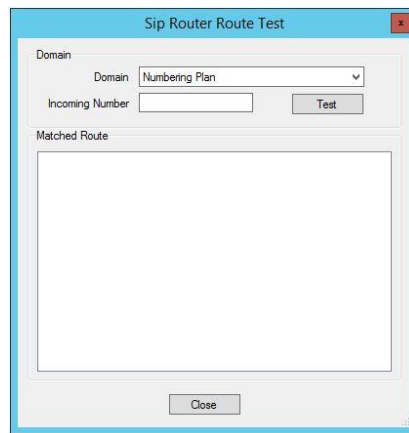 Sip Router Route Test
x
Domain
Domain Numbering Plan
Incoming Number Test
Matched Route
Close